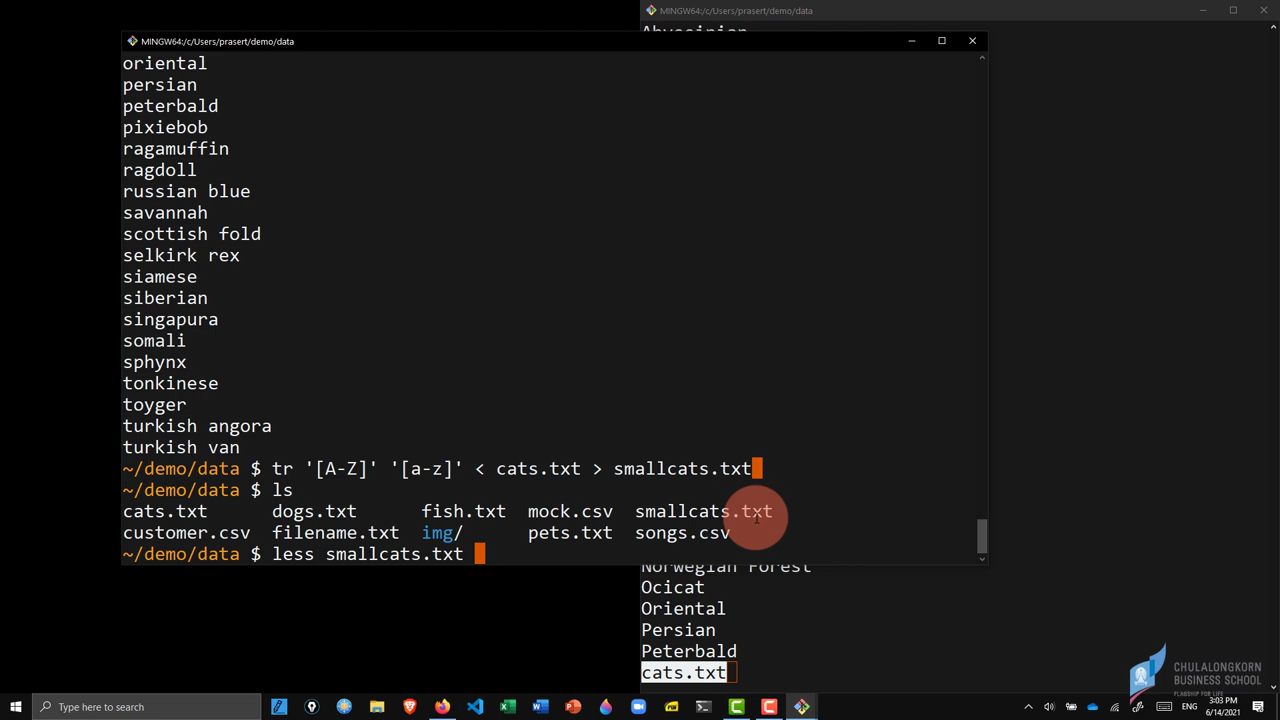 MINGW64:/c/Users/prasert/demo/data
MINGW64:/c/Users/prasert/demo/data
oriental
persian
peterbald
pixiebob
ragamuffin
ragdoll
russian blue
savannah
scottish fold
selkirk rex
siamese
siberian
singapura
somali
sphynx
tonkinese
toyger
turkish angora
turkish van
~/demo/data $ tr '[A-Z]' '[a-z]' < cats.txt > smallcats.txt
~/demo/data $ ls
cats.txt dogs.txt fish.txt mock.csv smallcats.txt
customer.csv filename.txt img/ pets.txt songs.csv
~/demo/data $ less smallcats.txt
Norwegian Forest
Ocicat
Oriental
Persian
Peterbald
cats.txt
CHULALONGKORN
BUSINESS SCHOOL
FLAGSHIP FOR LIFE
Type here to search
ENG
3:03 PM
6/14/2021